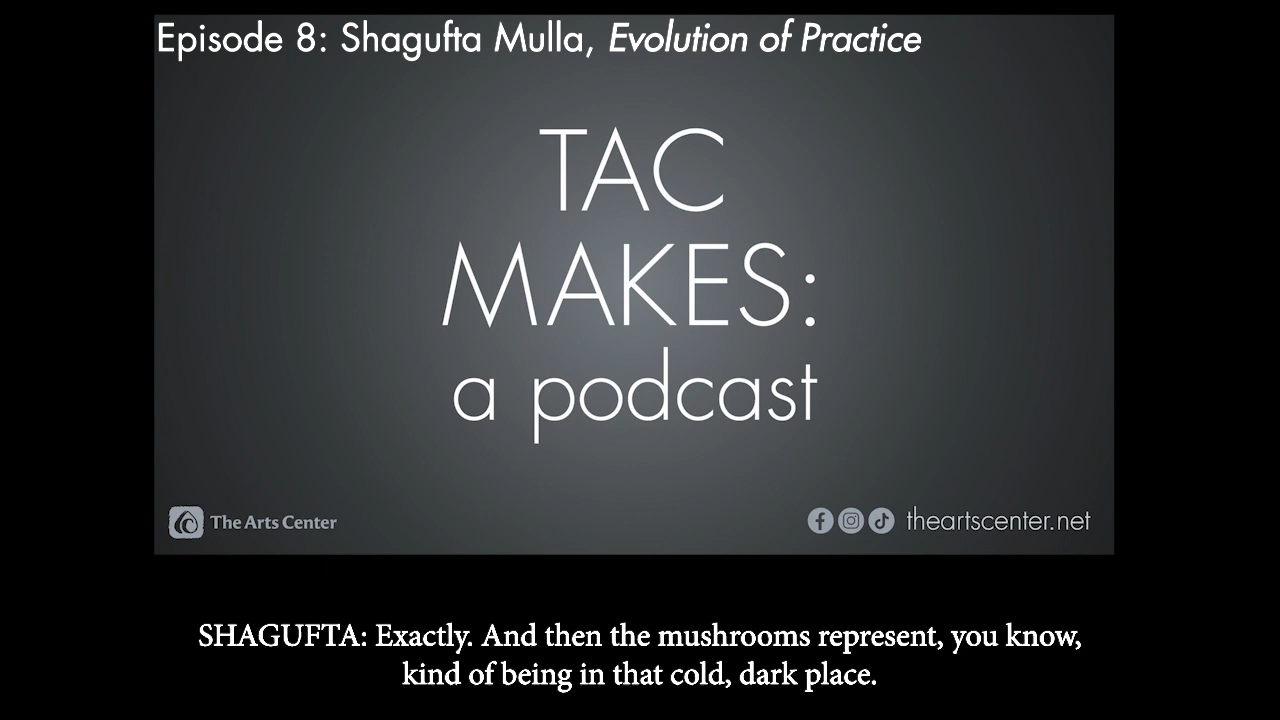 Episode 8: Shagufta Mulla, Evolution of Practice
TAC
MAKES:
a podcast
The Arts Center
theartscenter.net
SHAGUFTA: Exactly. And then the mushrooms represent, you know,
kind of being in that cold, dark place.